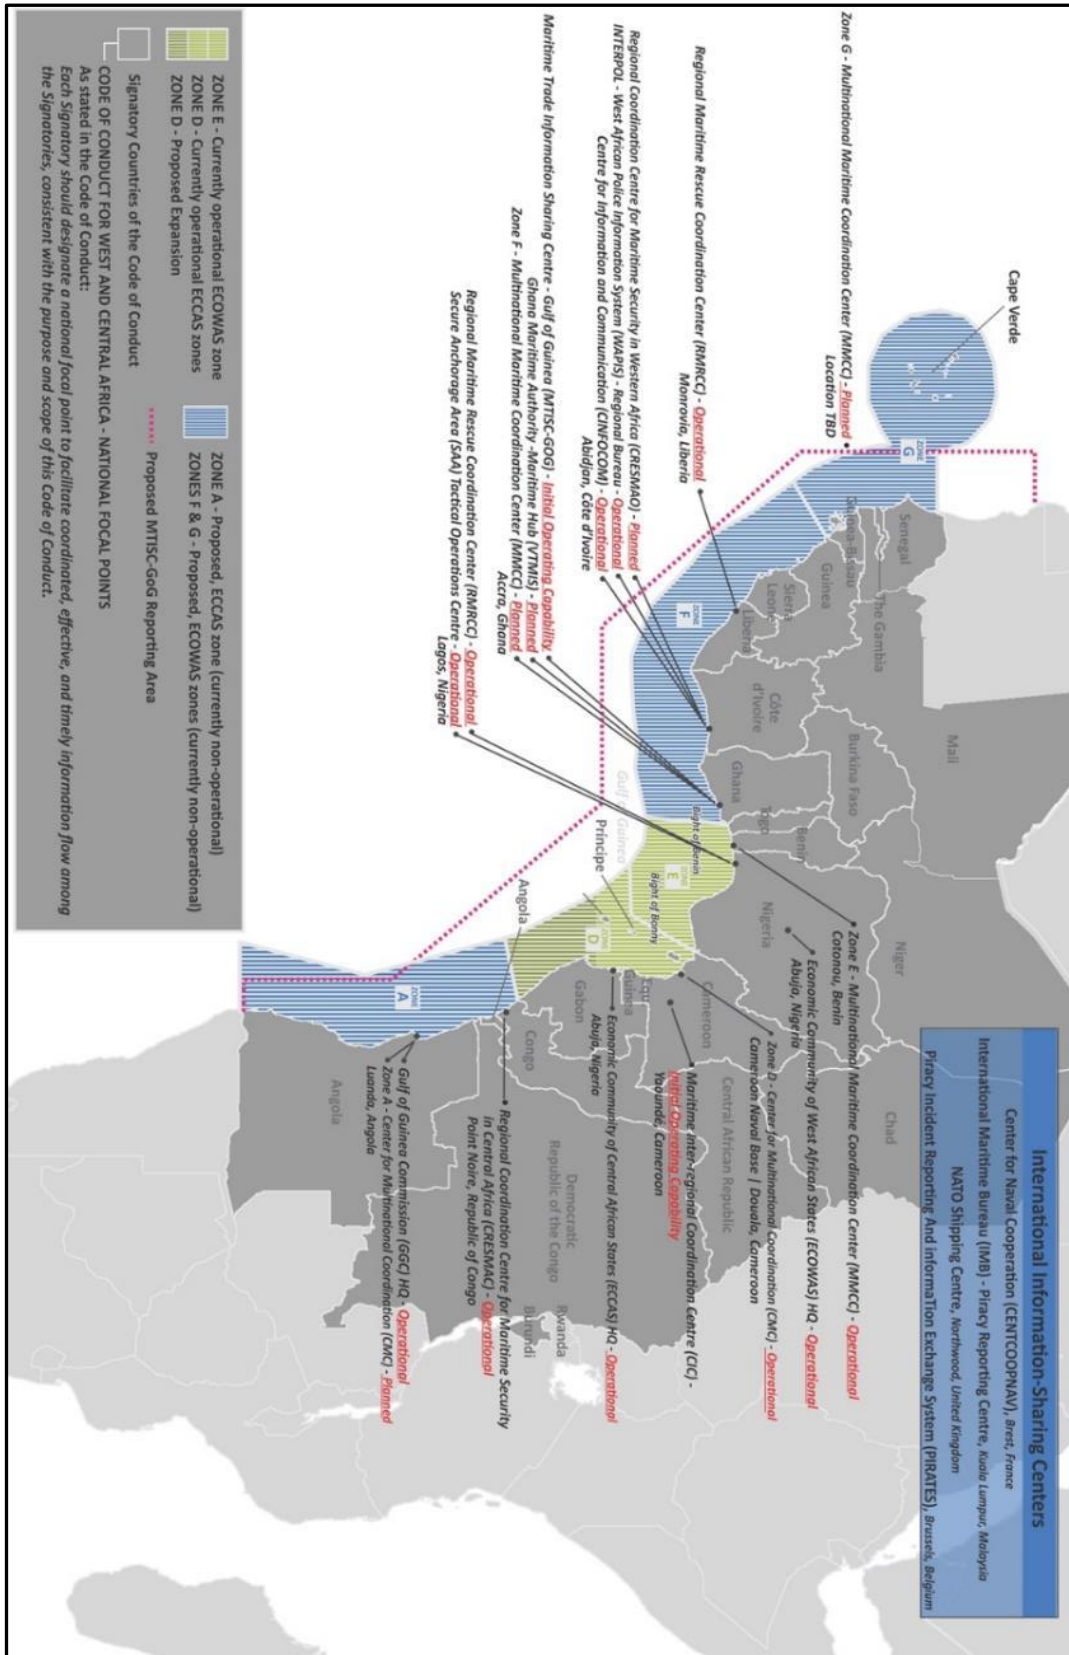 International Information-Sharing Centers
Center for Naval Cooperation (CENTCOOPNAV), Brest, France
International Maritime Bureau (IMB) - Piracy Reporting Centre, Kuala Lumpur, Malaysia
NATO Shipping Centre, Northwood, United Kingdom
Piracy Incident Reporting And informaTion Exchange System (PIRATES), Brussels, Belgium
Cape Verde
ZONE
G
Zone G - Multinational Maritime Coordination Center (MMCC) - Planned
Location TBD
Regional Maritime Rescue Coordination Center (RMRCC) - Operational
Monrovia, Liberia
Regional Coordination Centre for Maritime Security in Western Africa (CRESMAO) - Planned
INTERPOL - West African Police Information System (WAPIS) - Regional Bureau - Operational
Centre for Information and Communication (CINFOCOM) - Operational
Abidjan, Côte d'Ivoire
Maritime Trade Information Sharing Centre - Gulf of Guinea (MTISC-GOG) - Initial Operating Capability
Ghana Maritime Authority -Maritime Hub (VTMIS) - Planned
Zone F - Multinational Maritime Coordination Center (MMCC) - Planned
Accra, Ghana
Regional Maritime Rescue Coordination Center (RMRCC) - Operational
Secure Anchorage Area (SAA) Tactical Operations Centre - Operational
Lagos, Nigeria
Senegal
The Gambia
Guinea-Bissau
Guinea
Sierra
Leone
Liberia
Mali
Burkina Faso
Côte
d'Ivoire
Ghana
Togo
Benin
Niger
Nigeria
Chad
Cameroon
Central African Republic
Equ
Guinea
Gabon
Congo
Democratic
Republic of the Congo
Rwanda
Burundi
Angola
Angola
ZONE
F
ZONE
E
ZONE
D
ZONE
A
Bight of Benin
Bight of Bonny
Gulf of Guinea
Príncipe
Zone E - Multinational Maritime Coordination Center (MMCC) - Operational
Cotonou, Benin
Economic Community of West African States (ECOWAS) HQ - Operational
Abuja, Nigeria
Zone D - Center for Multinational Coordination (CMC) - Operational
Cameroon Naval Base | Douala, Cameroon
Maritime Inter-regional Coordination Centre (CIC) -
Initial Operating Capability
Yaoundé, Cameroon
Economic Community of Central African States (ECCAS) HQ - Operational
Abuja, Nigeria
Regional Coordination Centre for Maritime Security
in Central Africa (CRESMAC) - Operational
Point Noire, Republic of Congo
Gulf of Guinea Commission (GGC) HQ - Operational
Zone A - Center for Multinational Coordination (CMC) - Planned
Luanda, Angola
ZONE E - Currently operational ECOWAS zone
ZONE D - Currently operational ECCAS zones
ZONE D - Proposed Expansion
ZONE A - Proposed, ECCAS zone (currently non-operational)
ZONES F & G - Proposed, ECOWAS zones (currently non-operational)
Signatory Countries of the Code of Conduct
Proposed MTISC-GoG Reporting Area
CODE OF CONDUCT FOR WEST AND CENTRAL AFRICA - NATIONAL FOCAL POINTS
As stated in the Code of Conduct:
Each Signatory should designate a national focal point to facilitate coordinated, effective, and timely information flow among
the Signatories, consistent with the purpose and scope of this Code of Conduct.